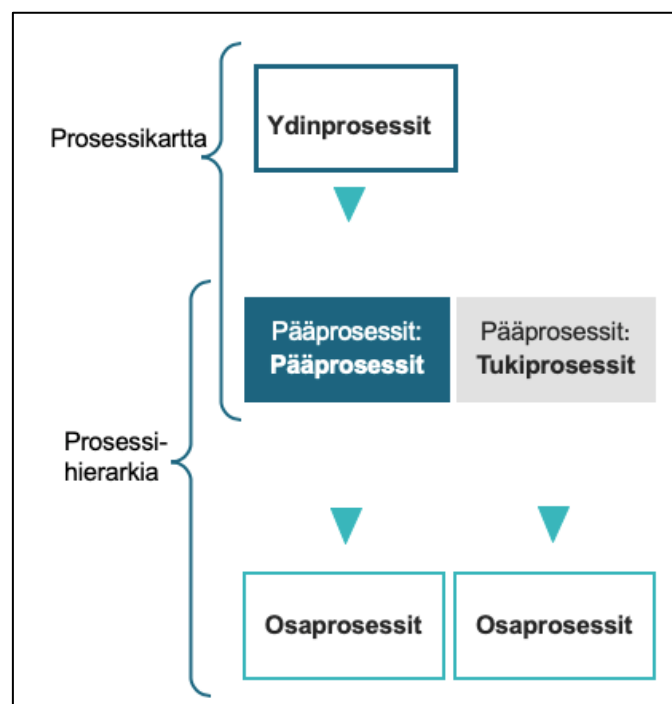 Ydinprosessit
Prosessikartta
Pääprosessit:
Pääprosessit
Pääprosessit:
Tukiprosessit
Prosessi-
hierarkia
Osaprosessit
Osaprosessit